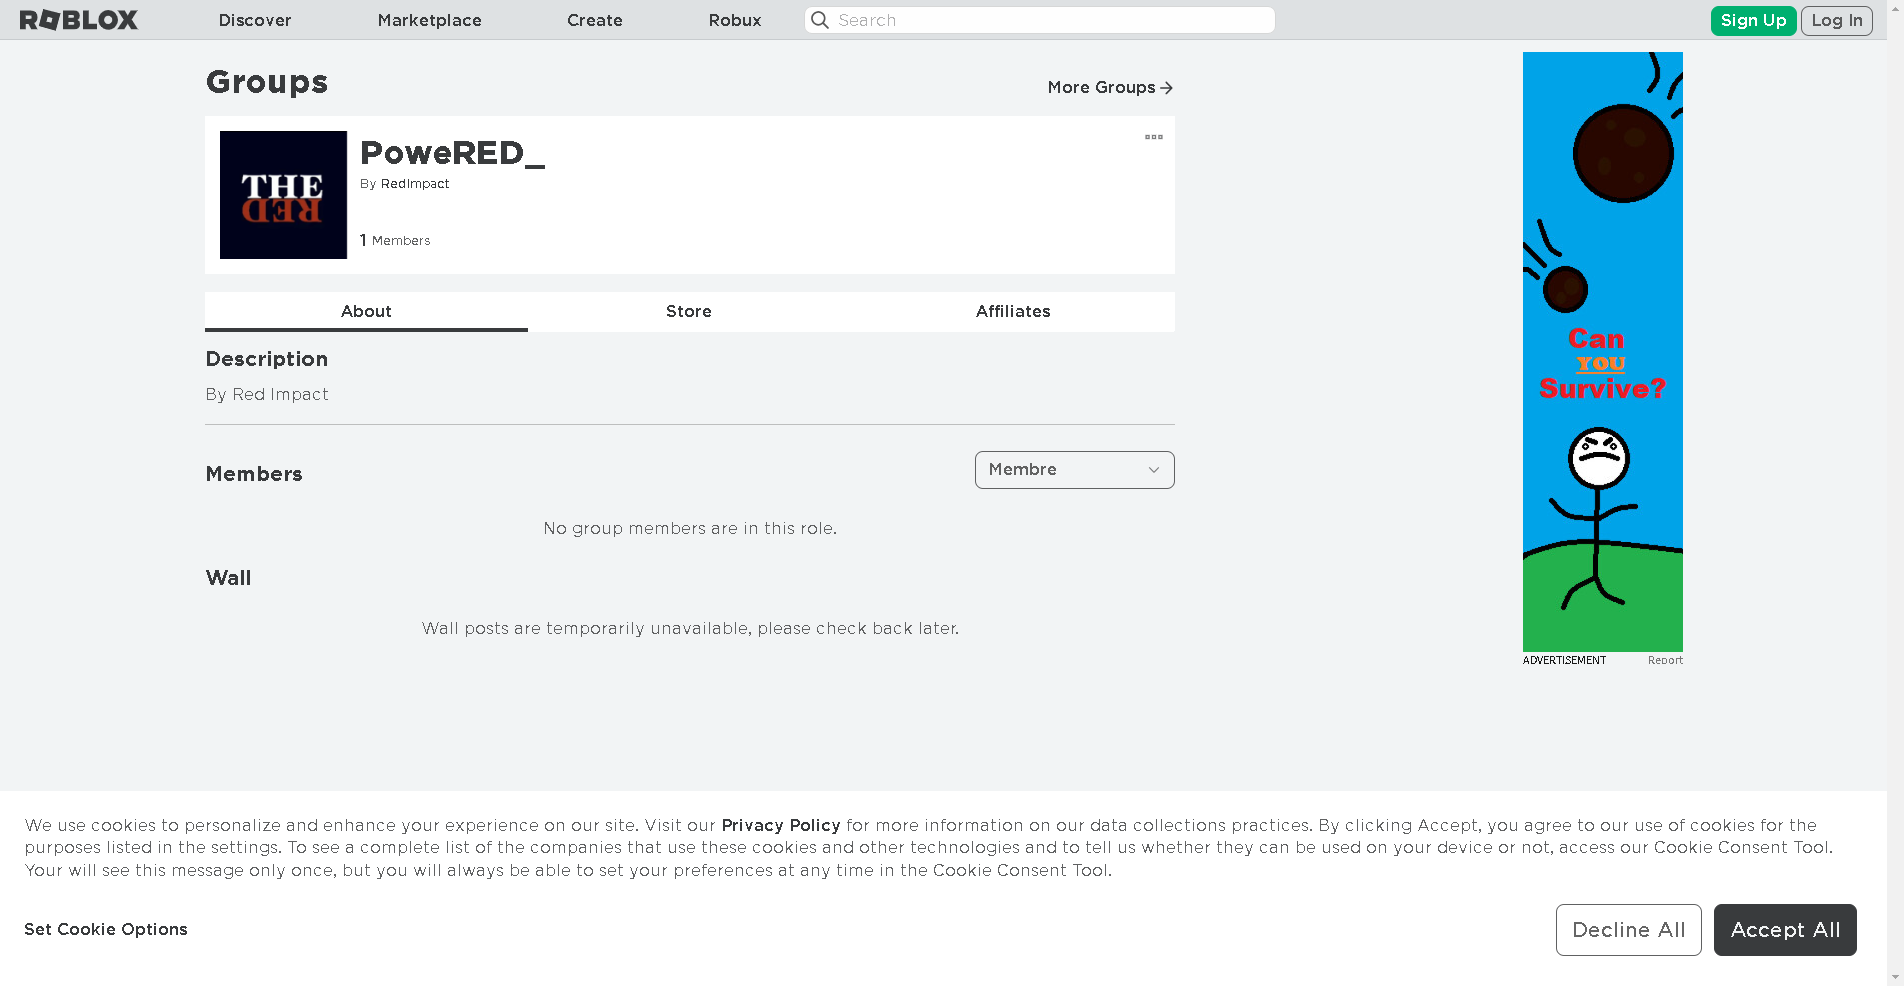 ROBLOX
Discover
Marketplace
Create
Robux
Search
Sign Up
Log In
Groups
More Groups
THE
RED
PoweRED_
By RedImpact
1 Members
About
Store
Affiliates
Description
By Red Impact
Members
Membre
No group members are in this role.
Wall
Wall posts are temporarily unavailable, please check back later.
Can
YOU
Survive?
ADVERTISEMENT
Report
We use cookies to personalize and enhance your experience on our site. Visit our Privacy Policy for more information on our data collections practices. By clicking Accept, you agree to our use of cookies for the
purposes listed in the settings. To see a complete list of the companies that use these cookies and other technologies and to tell us whether they can be used on your device or not, access our Cookie Consent Tool.
Your will see this message only once, but you will always be able to set your preferences at any time in the Cookie Consent Tool.
Set Cookie Options
Decline All
Accept All